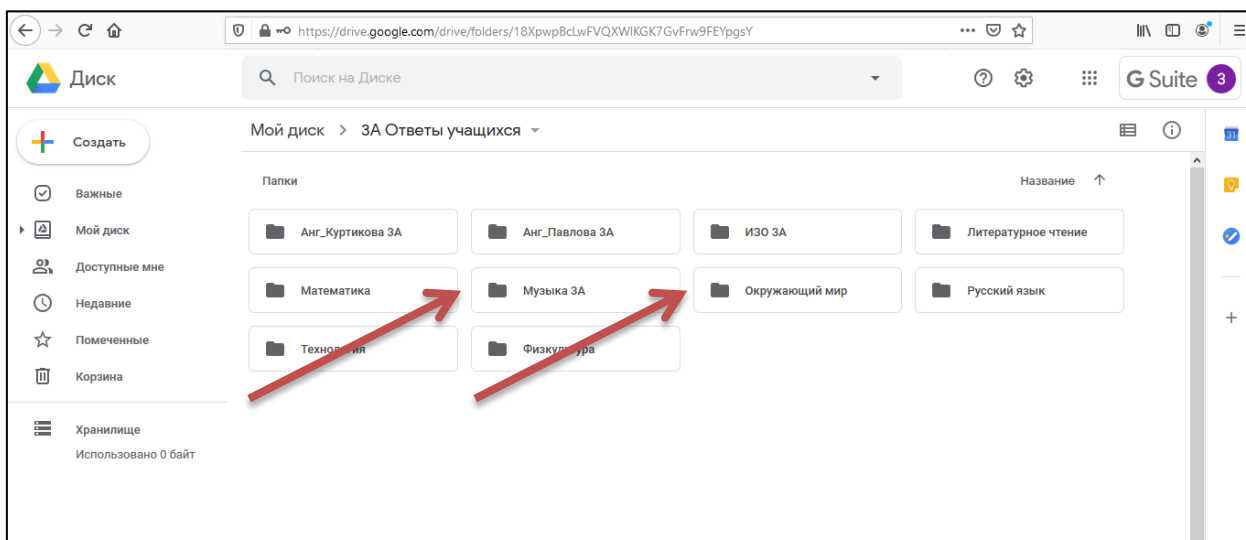 https://drive.google.com/drive/folders/18XpwpBcLwFVQXWIKGK7GvFrw9FEYpgsY
Диск
Поиск на Диске
G Suite
З
Создать
Мой диск > 3А Ответы учащихся
31
Важные
Мой диск
Доступные мне
Недавние
Помеченные
Корзина
Хранилище
Использовано 0 байт
Папки
Название
Анг_Куртикова 3А
Анг_Павлова 3А
ИЗО 3А
Литературное чтение
Математика
Музыка 3А
Окружающий мир
Русский язык
Технология
Физкультура